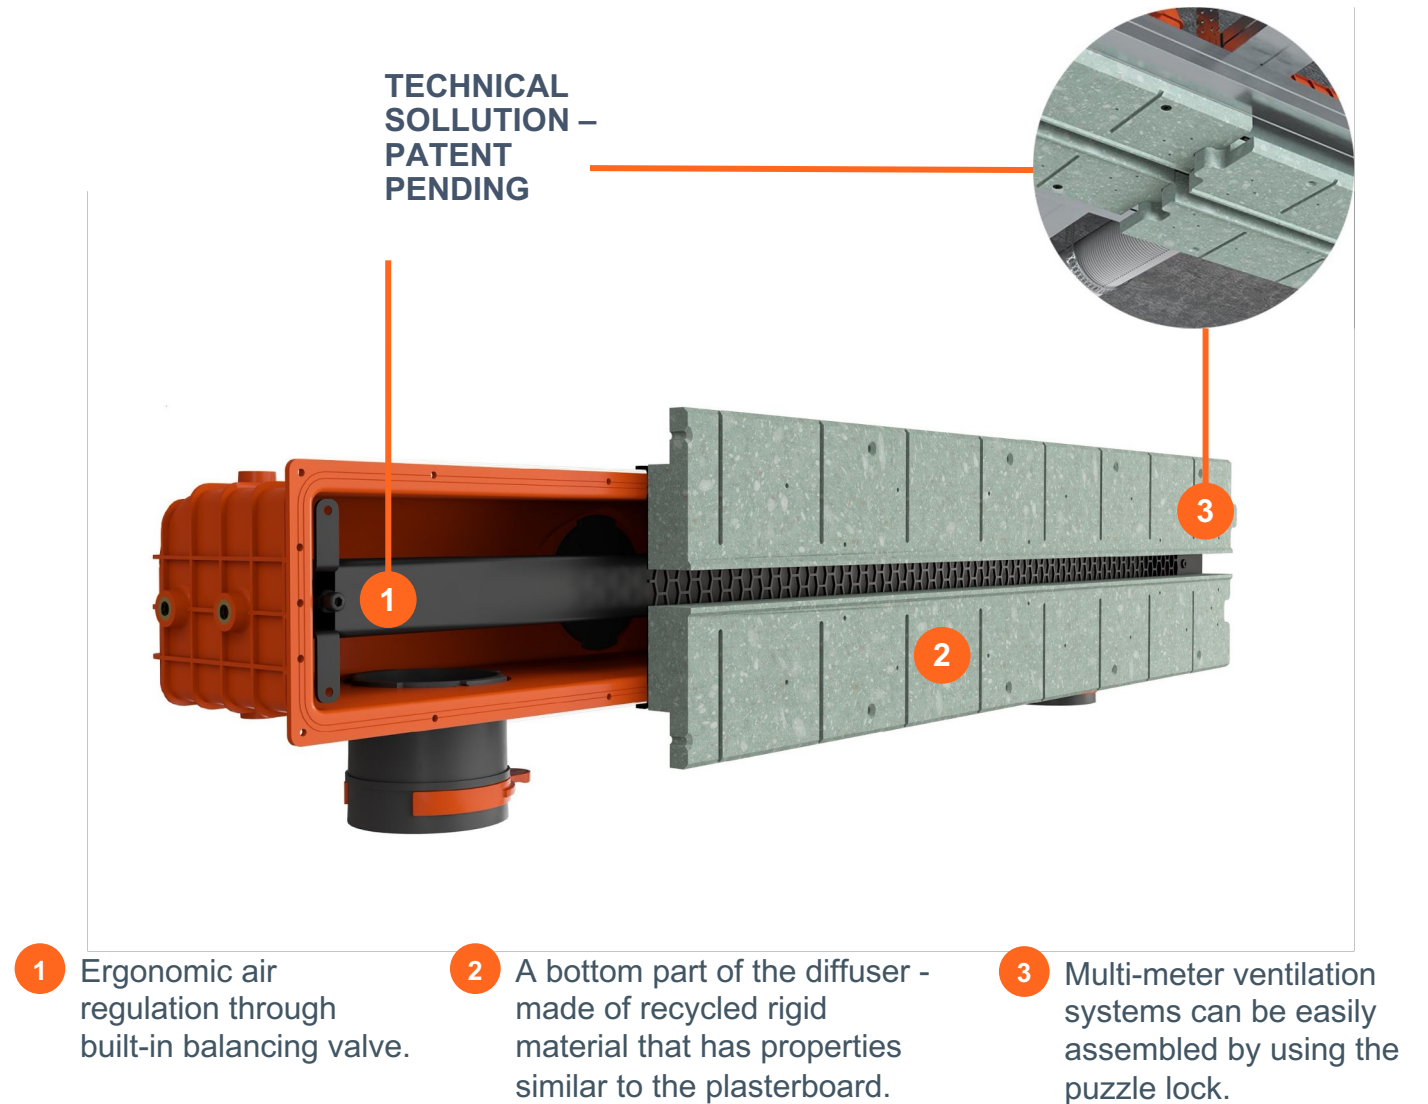 TECHNICAL
SOLLUTION –
PATENT
PENDING
3
1
2
1
Ergonomic air
regulation through
built-in balancing valve.
2
A bottom part of the diffuser -
made of recycled rigid
material that has properties
similar to the plasterboard.
3
Multi-meter ventilation
systems can be easily
assembled by using the
puzzle lock.